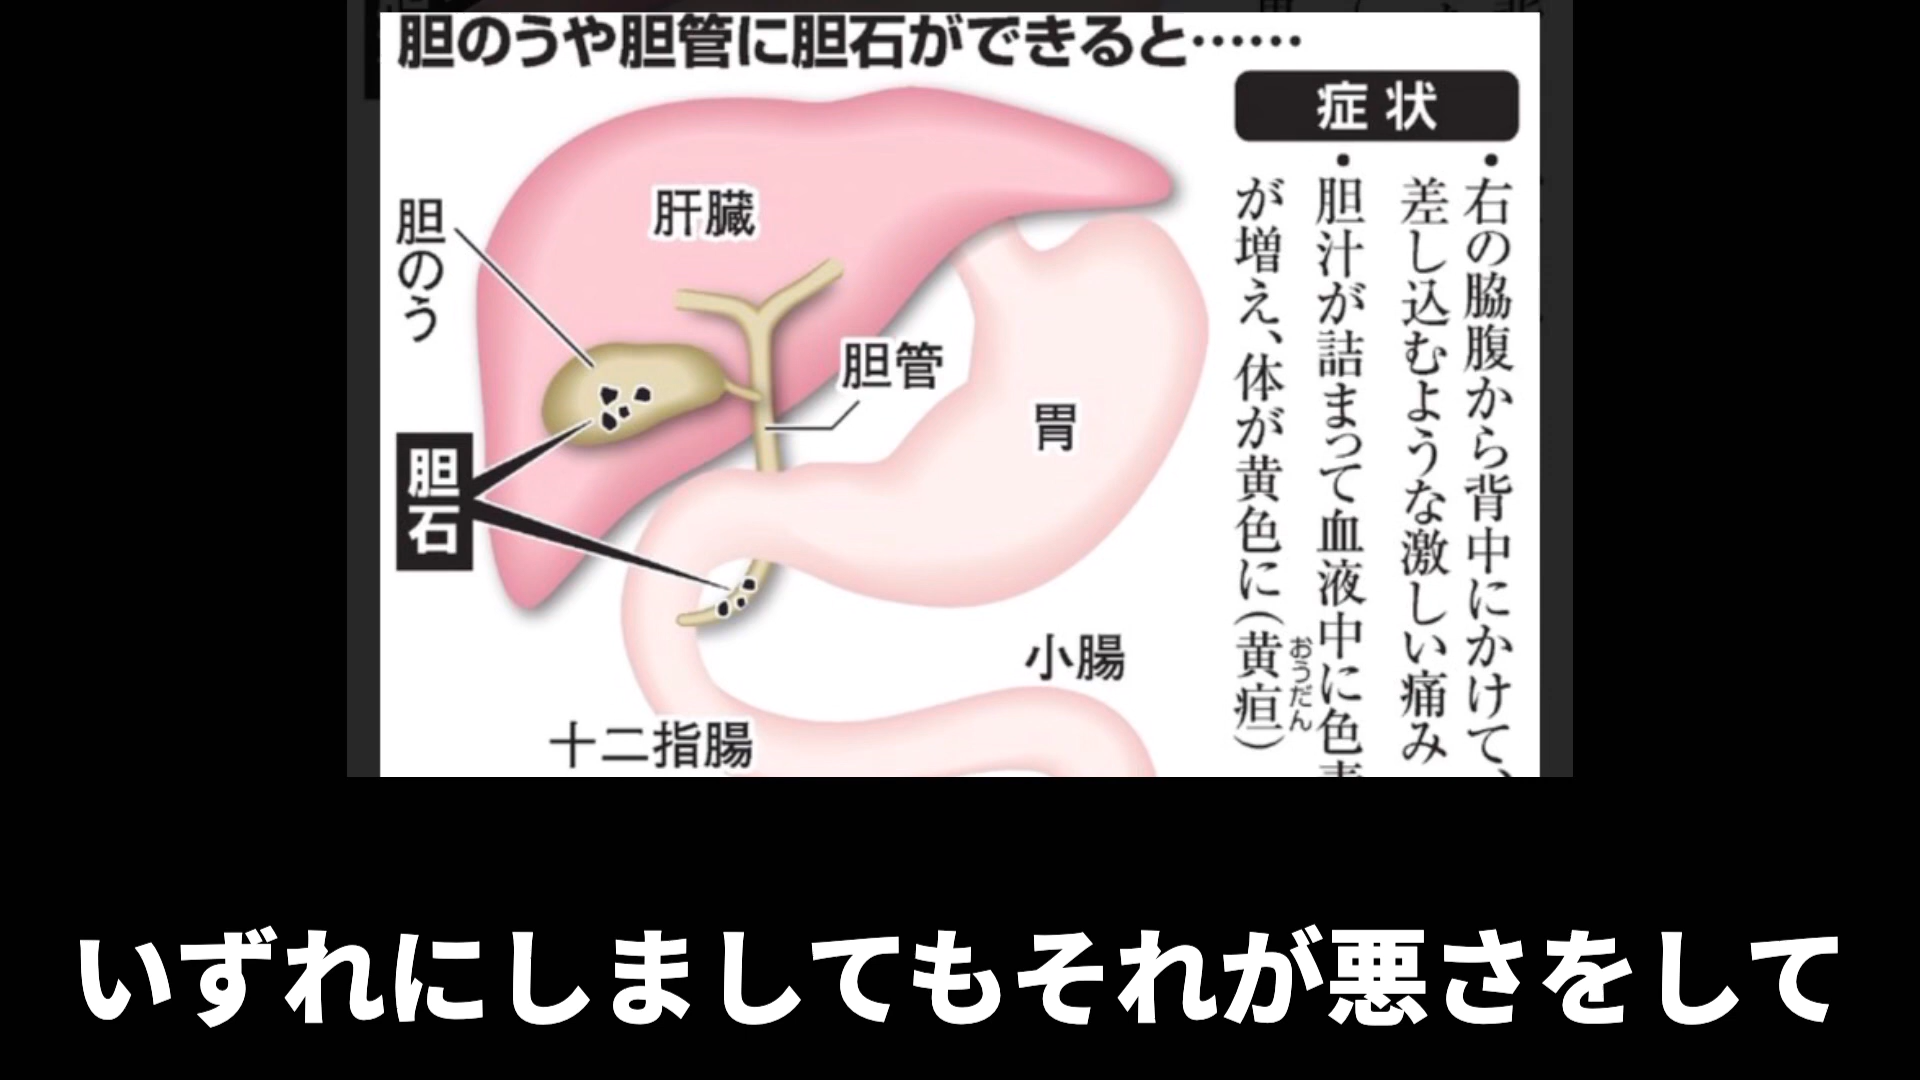 胆のうや胆管に胆石ができると……
症状
・右の脇腹から背中にかけて、
差し込むような激しい痛み
・胆汁が詰まって血液中に色素
が増え、体が黄色に(黄疸)
おうだん
肝臓
胆のう
胆管
胃
胆石
小腸
十二指腸
いずれにしましてもそれが悪さをして